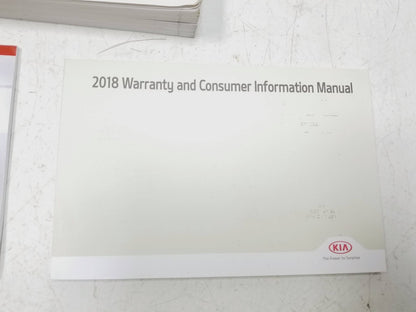 2018 Warranty and Consumer Information Manual
KIA
The Power to Surprise